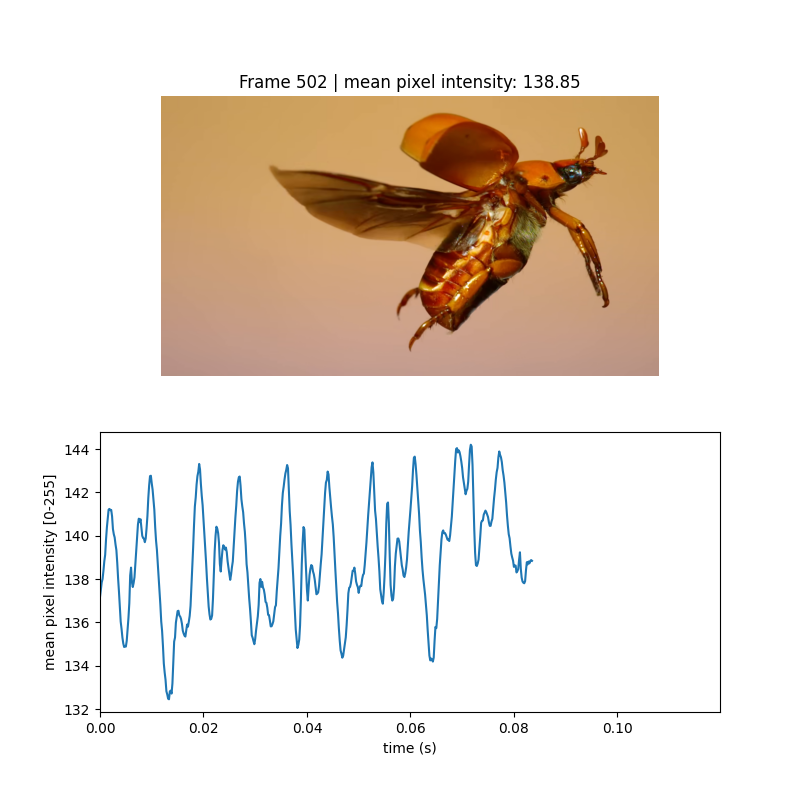 Frame 502 | mean pixel intensity: 138.85
mean pixel intensity [0-255]
144
142
140
138
136
134
132
0.00 0.02 0.04 0.06 0.08 0.10
time (s)